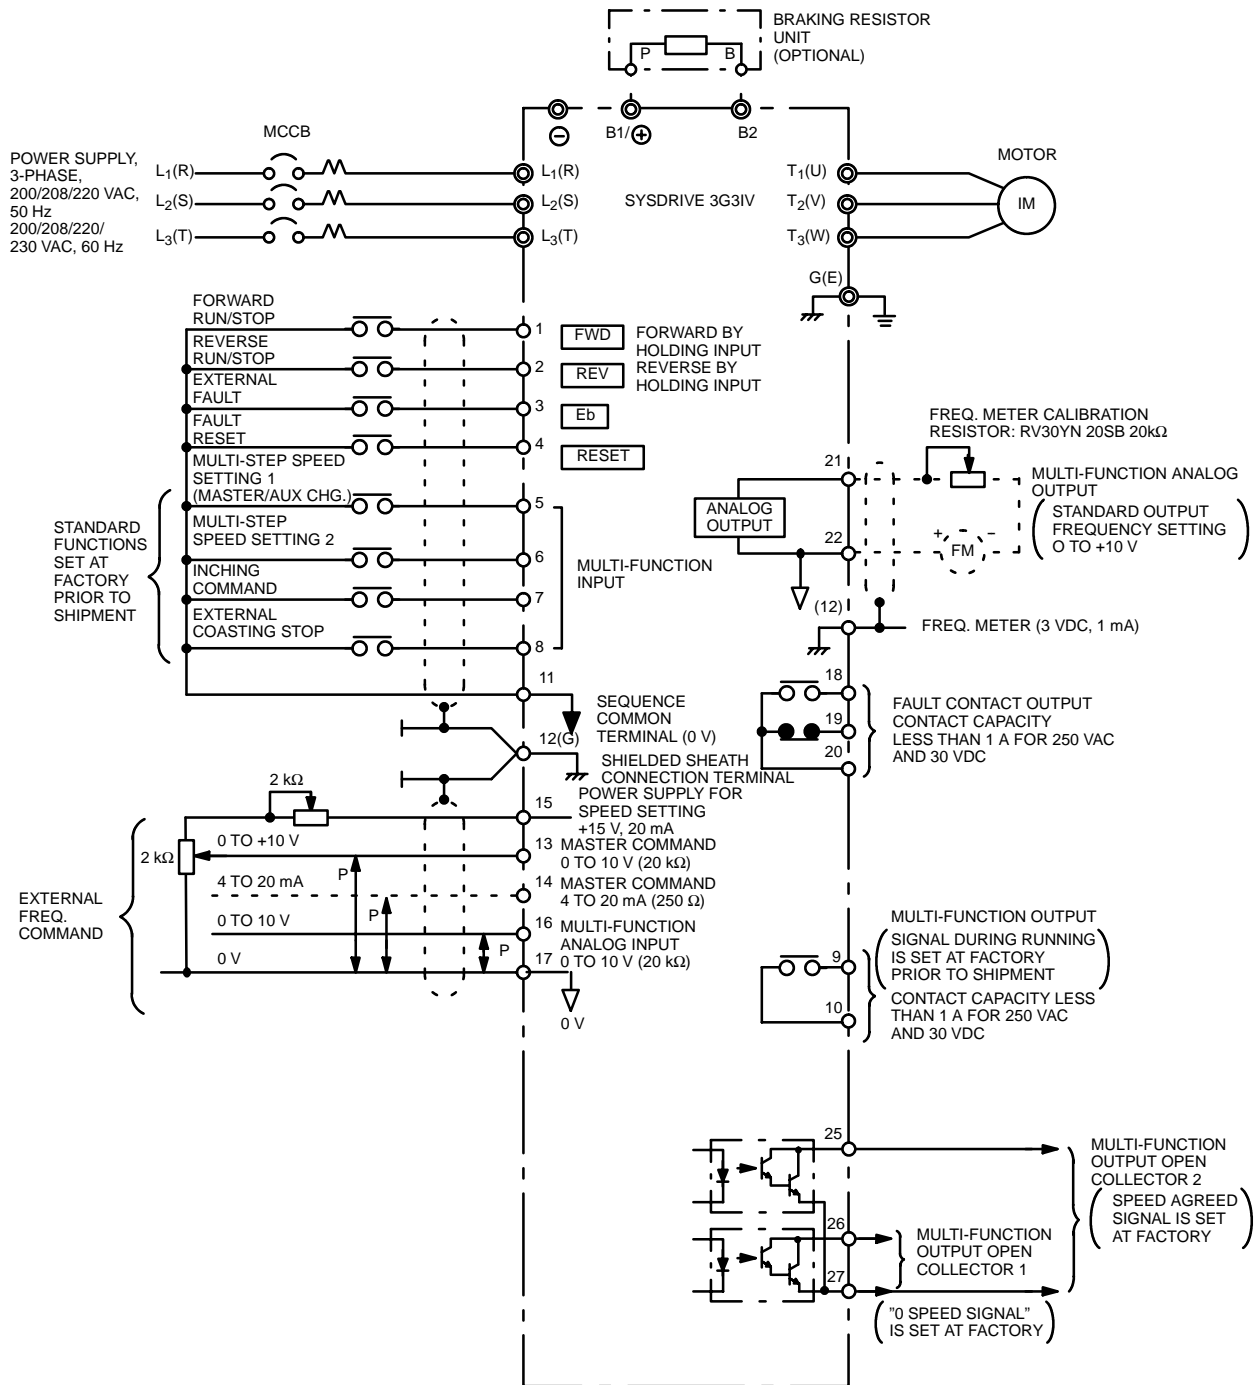 BRAKING RESISTOR
UNIT
(OPTIONAL)
P
B
B1/
B2
MCCB
POWER SUPPLY,
3-PHASE,
200/208/220 VAC,
50 Hz
200/208/220/
230 VAC, 60 Hz
L1(R)
L2(S)
L3(T)
L1(R)
L2(S)
L3(T)
SYSDRIVE 3G3IV
T1(U)
T2(V)
T3(W)
MOTOR
IM
G(E)
FORWARD
RUN/STOP
REVERSE
RUN/STOP
EXTERNAL
FAULT
FAULT
RESET
MULTI-STEP SPEED
SETTING 1
(MASTER/AUX CHG.)
MULTI-STEP
SPEED SETTING 2
INCHING
COMMAND
EXTERNAL
COASTING STOP
STANDARD
FUNCTIONS
SET AT
FACTORY
PRIOR TO
SHIPMENT
1
2
3
4
5
6
7
8
11
FWD
FORWARD BY
HOLDING INPUT
REV
REVERSE BY
HOLDING INPUT
Eb
RESET
MULTI-FUNCTION
INPUT
SEQUENCE
COMMON
TERMINAL (0 V)
12(G)
SHIELDED SHEATH
CONNECTION TERMINAL
15
POWER SUPPLY FOR
SPEED SETTING
+15 V, 20 mA
13
MASTER COMMAND
0 TO 10 V (20 kΩ)
14
MASTER COMMAND
4 TO 20 mA (250 Ω)
16
MULTI-FUNCTION
ANALOG INPUT
0 TO 10 V (20 kΩ)
17
0 V
EXTERNAL
FREQ.
COMMAND
2 kΩ
2 kΩ
0 TO +10 V
4 TO 20 mA
0 TO 10 V
0 V
P
P
P
FREQ. METER CALIBRATION
RESISTOR: RV30YN 20SB 20kΩ
21
ANALOG
OUTPUT
22
+
FM
−
MULTI-FUNCTION ANALOG
OUTPUT
STANDARD OUTPUT
FREQUENCY SETTING
O TO +10 V
(12)
FREQ. METER (3 VDC, 1 mA)
18
19
20
FAULT CONTACT OUTPUT
CONTACT CAPACITY
LESS THAN 1 A FOR 250 VAC
AND 30 VDC
MULTI-FUNCTION OUTPUT
SIGNAL DURING RUNNING
IS SET AT FACTORY
PRIOR TO SHIPMENT
9
10
CONTACT CAPACITY LESS
THAN 1 A FOR 250 VAC
AND 30 VDC
25
MULTI-FUNCTION
OUTPUT OPEN
COLLECTOR 2
SPEED AGREED
SIGNAL IS SET
AT FACTORY
26
MULTI-FUNCTION
OUTPUT OPEN
COLLECTOR 1
27
"0 SPEED SIGNAL"
IS SET AT FACTORY